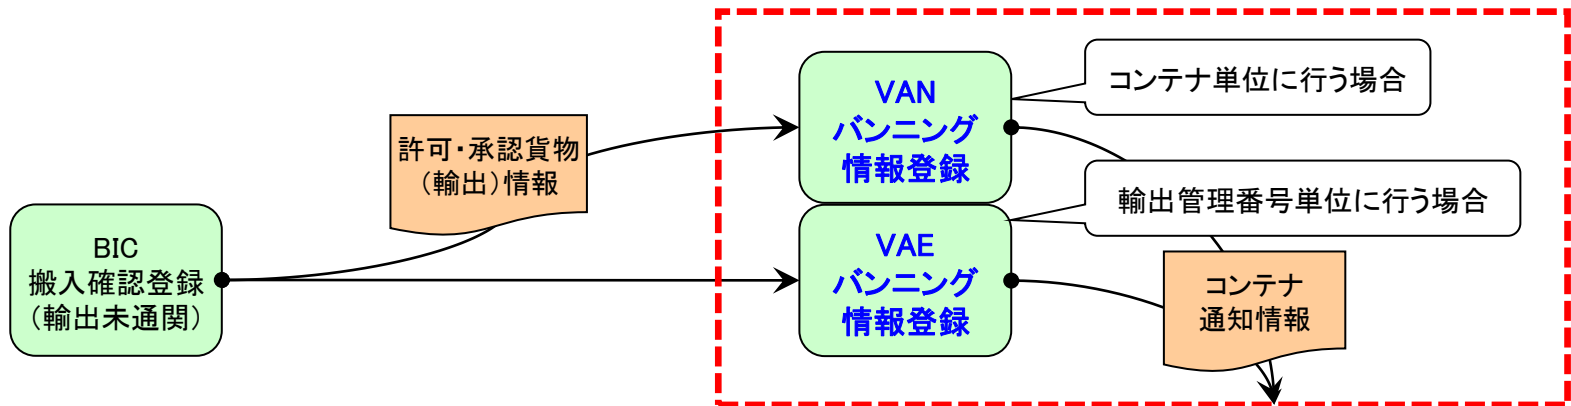 BIC
搬入確認登録
（輸出未通関）
許可・承認貨物
（輸出）情報
VAN
バンニング
情報登録
コンテナ単位に行う場合
VAE
バンニング
情報登録
輸出管理番号単位に行う場合
コンテナ
通知情報